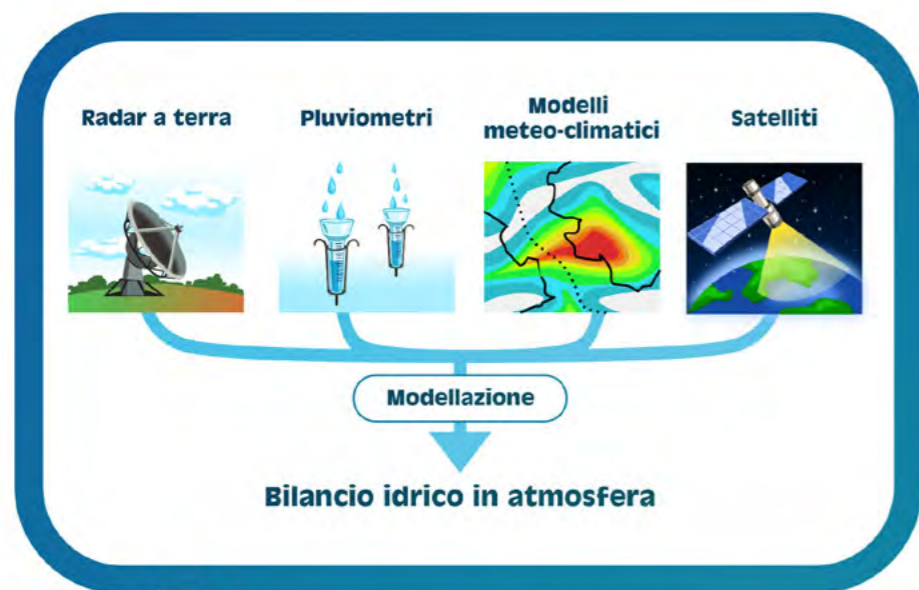 Radar a terra
Pluviometri
Modelli
meteo-climatici
Satelliti
Modellazione
Bilancio idrico in atmosfera